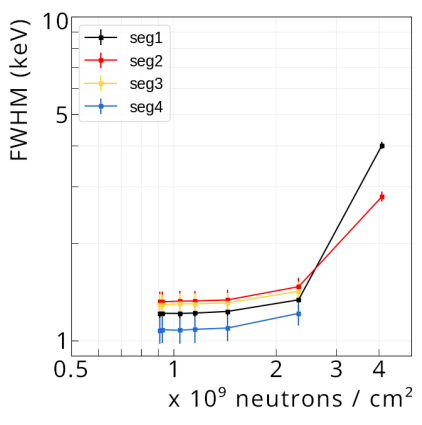 FWHM (keV)
10
5
1
seg1
seg2
seg3
seg4
0.5 1 2 3 4
x 10⁹ neutrons / cm²